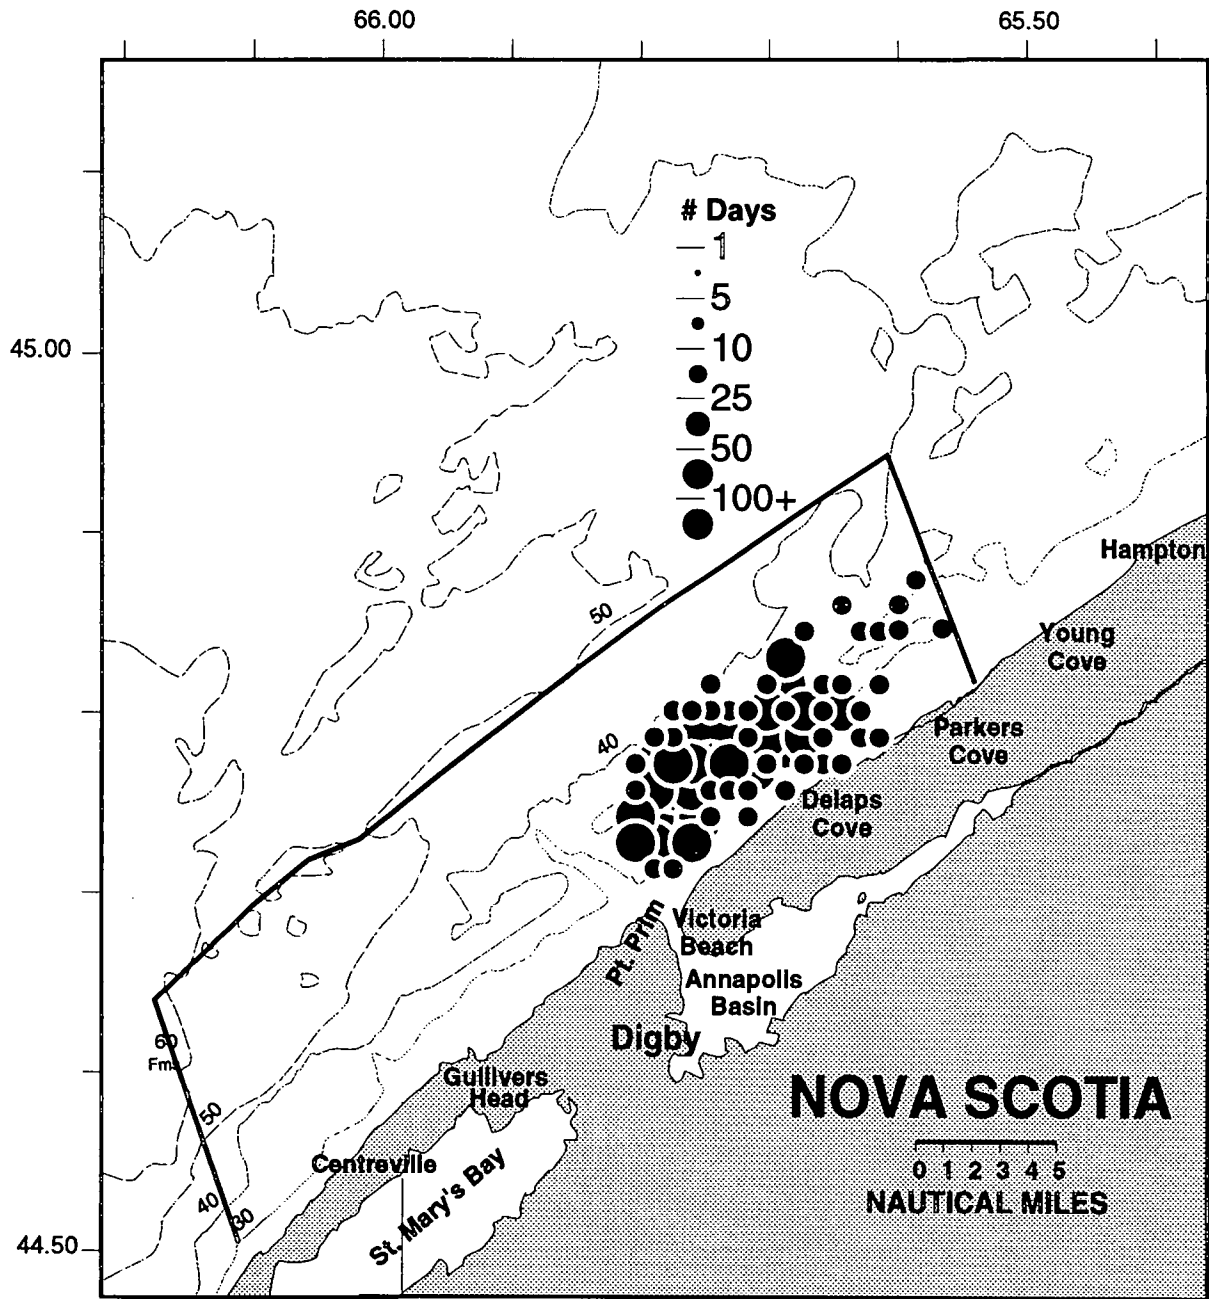 66.00
65.50
# Days
1
5
45.00
10
25
50
100+
Hampton
50
Young
Cove
Parkers
Cove
40
Delaps
Cove
Pt. Prim
Victoria
Beach
Annapolis
Basin
Digby
60
Fms
Gullivers
Head
NOVA SCOTIA
50
Centreville
St. Mary's Bay
0 1 2 3 4 5
NAUTICAL MILES
40
30
44.50